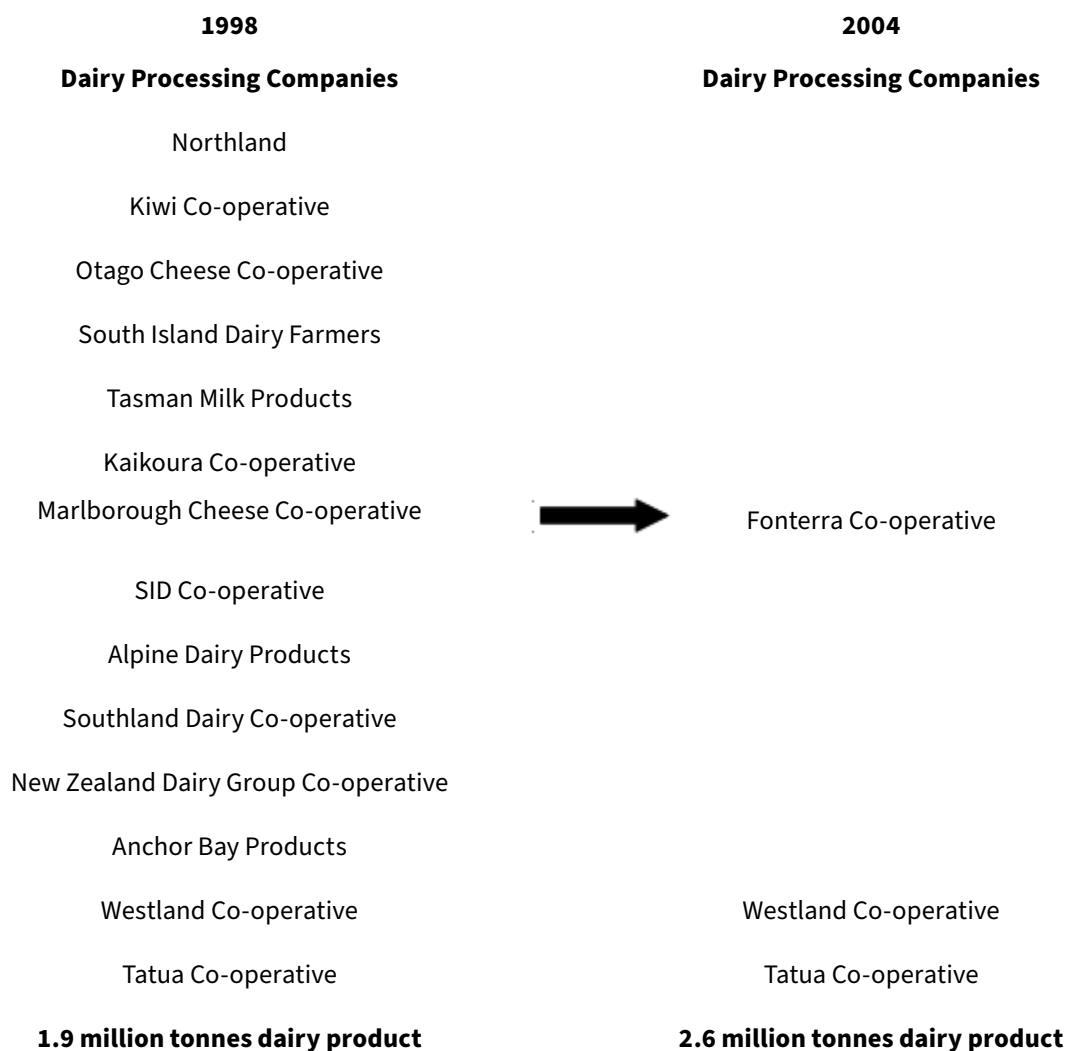 1998
Dairy Processing Companies
Northland
Kiwi Co-operative
Otago Cheese Co-operative
South Island Dairy Farmers
Tasman Milk Products
Kaikoura Co-operative
Marlborough Cheese Co-operative
SID Co-operative
Alpine Dairy Products
Southland Dairy Co-operative
New Zealand Dairy Group Co-operative
Anchor Bay Products
Westland Co-operative
Tatua Co-operative
1.9 million tonnes dairy product
2004
Dairy Processing Companies
Fonterra Co-operative
Westland Co-operative
Tatua Co-operative
2.6 million tonnes dairy product